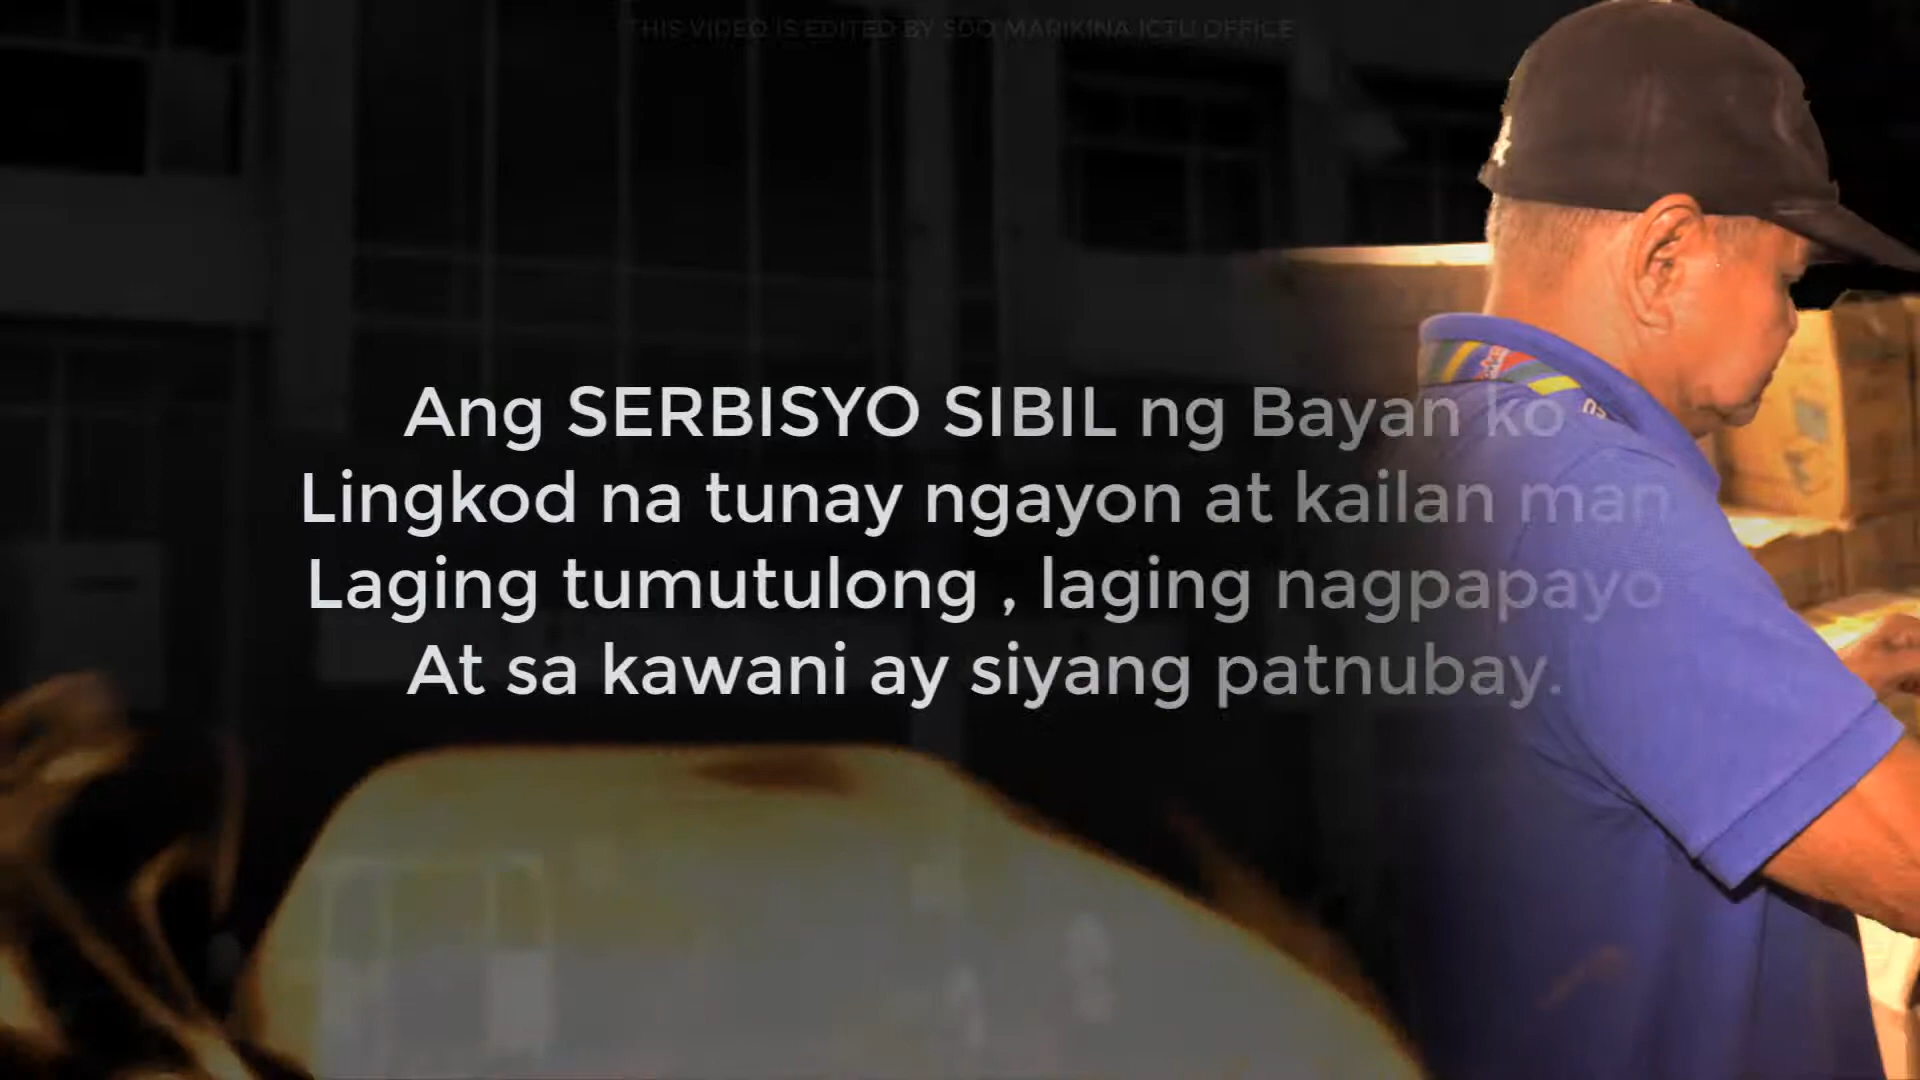 THIS VIDEO IS EDITED BY SDO MARIKINA ICTU OFFICE
Ang SERBISYO SIBIL ng Bayan ko
Lingkod na tunay ngayon at kailan man
Laging tumutulong , laging nagpapayo
At sa kawani ay siyang patnubay.